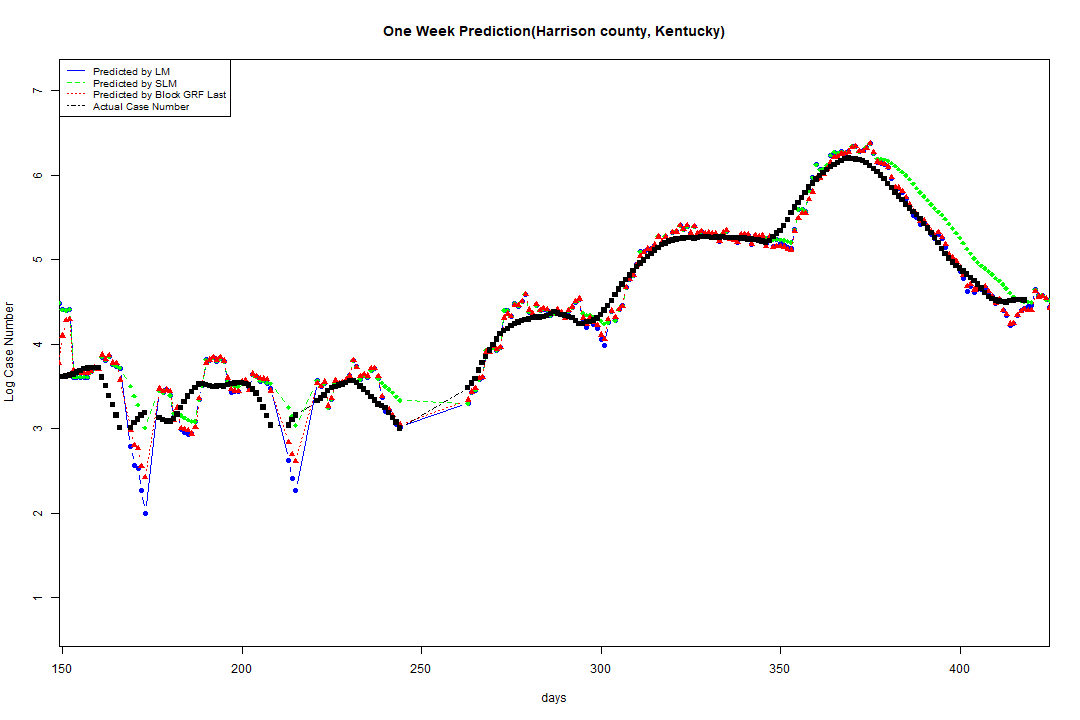 One Week Prediction(Harrison county, Kentucky)
Predicted by LM
Predicted by SLM
Predicted by Block GRF Last
Actual Case Number
7
6
5
4
3
2
1
Log Case Number
150 200 250 300 350 400
days